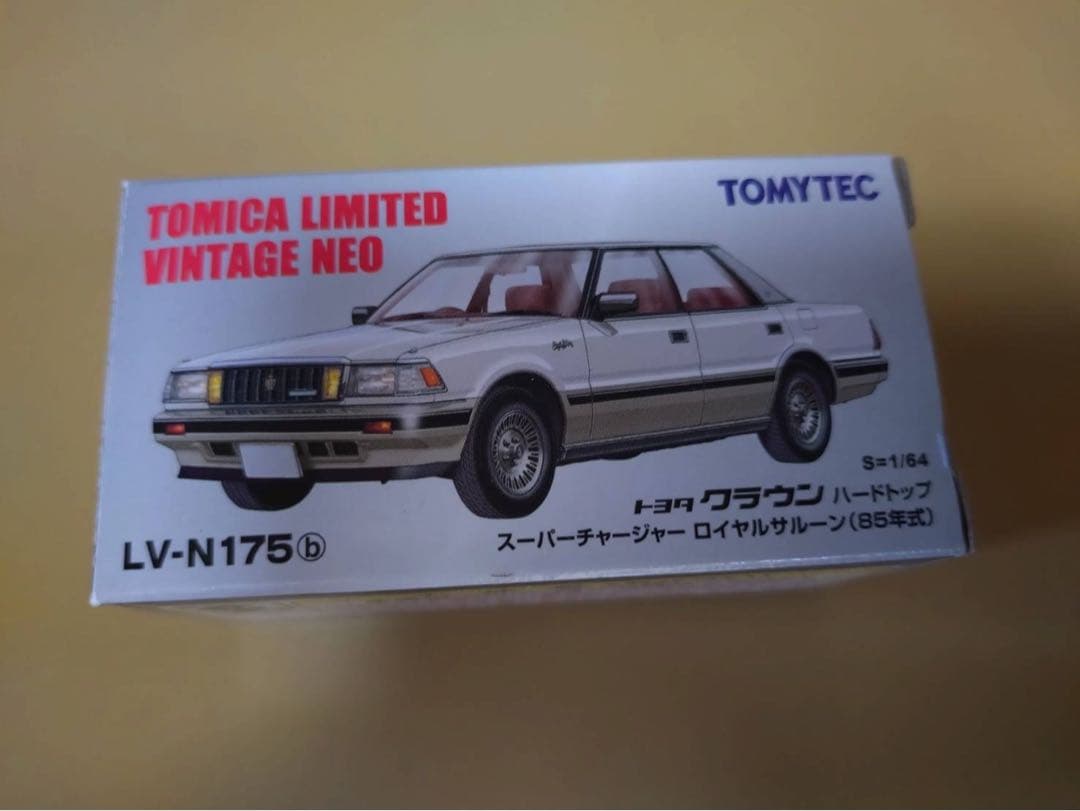 TOMICA LIMITED
VINTAGE NEO
TOMYTEC
S=1/64
トヨタ クラウン ハードトップ
スーパーチャージャー ロイヤルサルーン(85年式)
LV-N175ⓑ